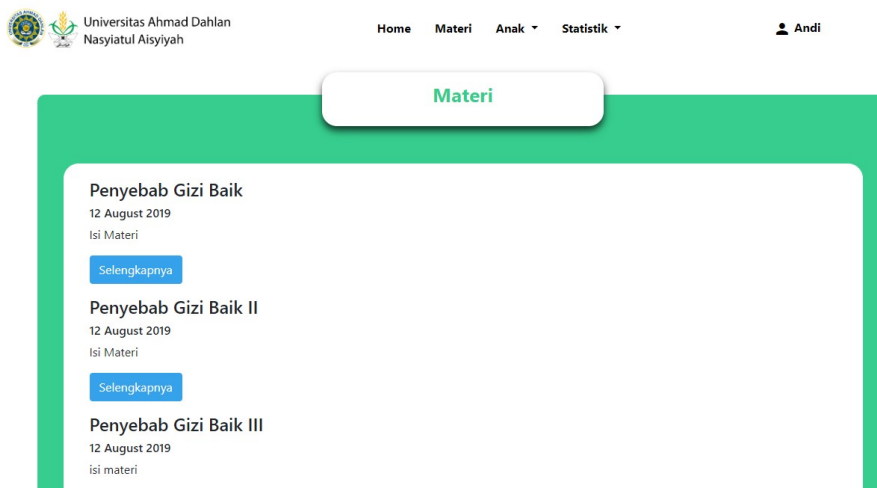 Universitas Ahmad Dahlan
Nasyiatul Aisyiyah
Home Materi Anak Statistik Andi
Materi
Penyebab Gizi Baik
12 August 2019
Isi Materi
Selengkapnya
Penyebab Gizi Baik II
12 August 2019
Isi Materi
Selengkapnya
Penyebab Gizi Baik III
12 August 2019
isi materi